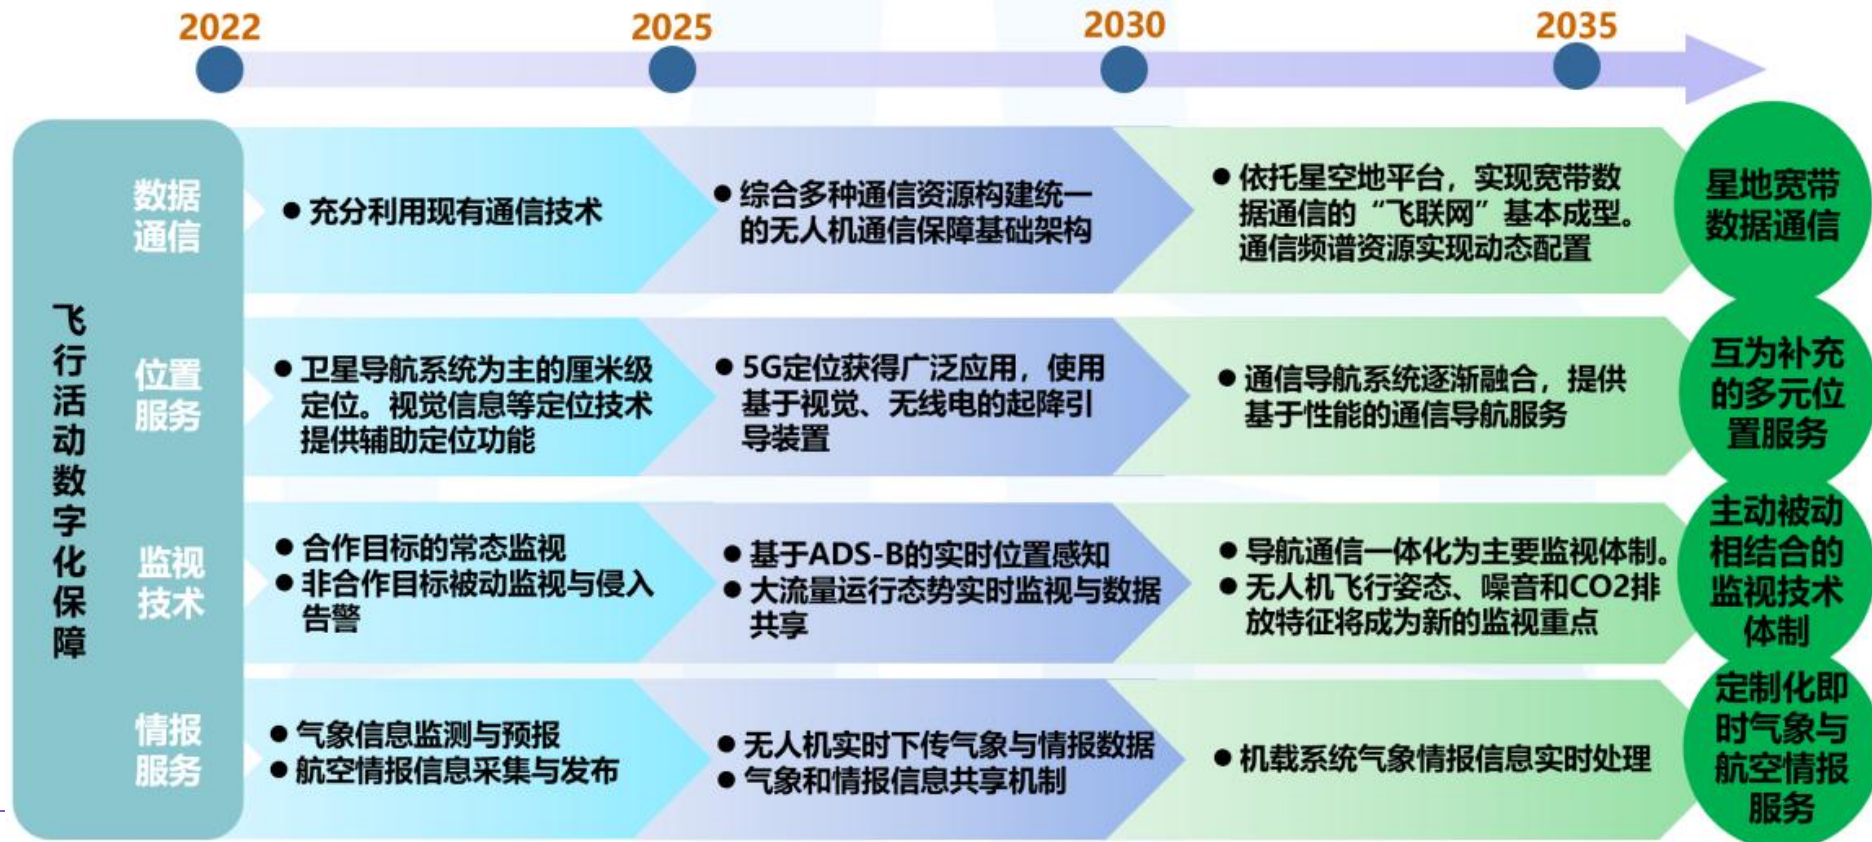 2022
2025
2030
2035
飞行活动数字化保障
数据
通信
● 充分利用现有通信技术
● 综合多种通信资源构建统一
的无人机通信保障基础架构
● 依托星空地平台，实现宽带数
据通信的“飞联网”基本成型。
通信频谱资源实现动态配置
星地宽带
数据通信
位置
服务
● 卫星导航系统为主的厘米级
定位。视觉信息等定位技术
提供辅助定位功能
● 5G定位获得广泛应用，使用
基于视觉、无线电的起降引
导装置
● 通信导航系统逐渐融合，提供
基于性能的通信导航服务
互为补充
的多元位
置服务
监视
技术
● 合作目标的常态监视
● 非合作目标被动监视与侵入
告警
● 基于ADS-B的实时位置感知
● 大流量运行态势实时监视与数据
共享
● 导航通信一体化为主要监视体制。
● 无人机飞行姿态、噪音和CO2排
放特征将成为新的监视重点
主动被动
相结合的
监视技术
体制
情报
服务
● 气象信息监测与预报
● 航空情报信息采集与发布
● 无人机实时下传气象与情报数据
● 气象和情报信息共享机制
● 机载系统气象情报信息实时处理
定制化即
时气象与
航空情报
服务